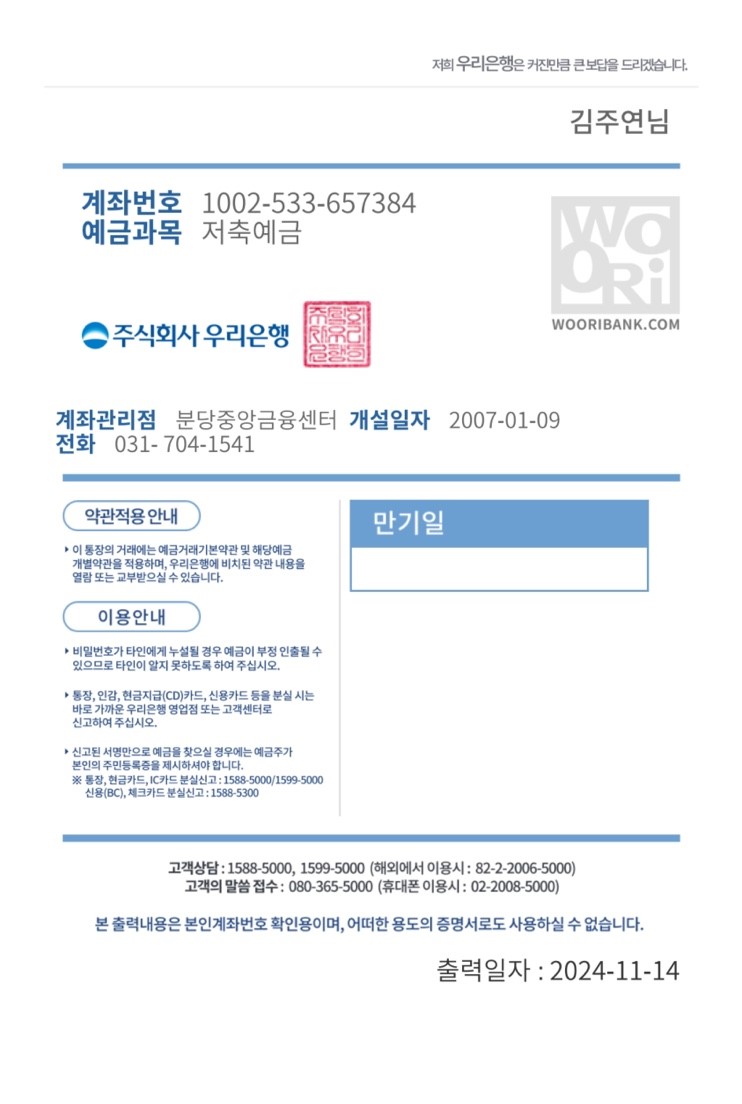 저희 우리은행은 커진만큼 큰 보답을 드리겠습니다.
김주연님
계좌번호 1002-533-657384
예금과목 저축예금
WOORi
WOORIBANK.COM
주식회사 우리은행
계좌관리점 분당중앙금융센터 개설일자 2007-01-09
전화 031- 704-1541
약관적용 안내
이 통장의 거래에는 예금거래기본약관 및 해당예금
개별약관을 적용하며, 우리은행에 비치된 약관 내용을
열람 또는 교부받으실 수 있습니다.
이용안내
비밀번호가 타인에게 누설될 경우 예금이 부정 인출될 수
있으므로 타인이 알지 못하도록 하여 주십시오.
통장, 인감, 현금지급(CD)카드, 신용카드 등을 분실 시는
바로 가까운 우리은행 영업점 또는 고객센터로
신고하여 주십시오.
신고된 서명만으로 예금을 찾으실 경우에는 예금주가
본인의 주민등록증을 제시하셔야 합니다.
※ 통장, 현금카드, IC카드 분실신고 : 1588-5000/1599-5000
신용(BC), 체크카드 분실신고 : 1588-5300
만기일
고객상담 : 1588-5000, 1599-5000 (해외에서 이용시 : 82-2-2006-5000)
고객의 말씀 접수 : 080-365-5000 (휴대폰 이용시 : 02-2008-5000)
본 출력내용은 본인계좌번호 확인용이며, 어떠한 용도의 증명서로도 사용하실 수 없습니다.
출력일자 : 2024-11-14